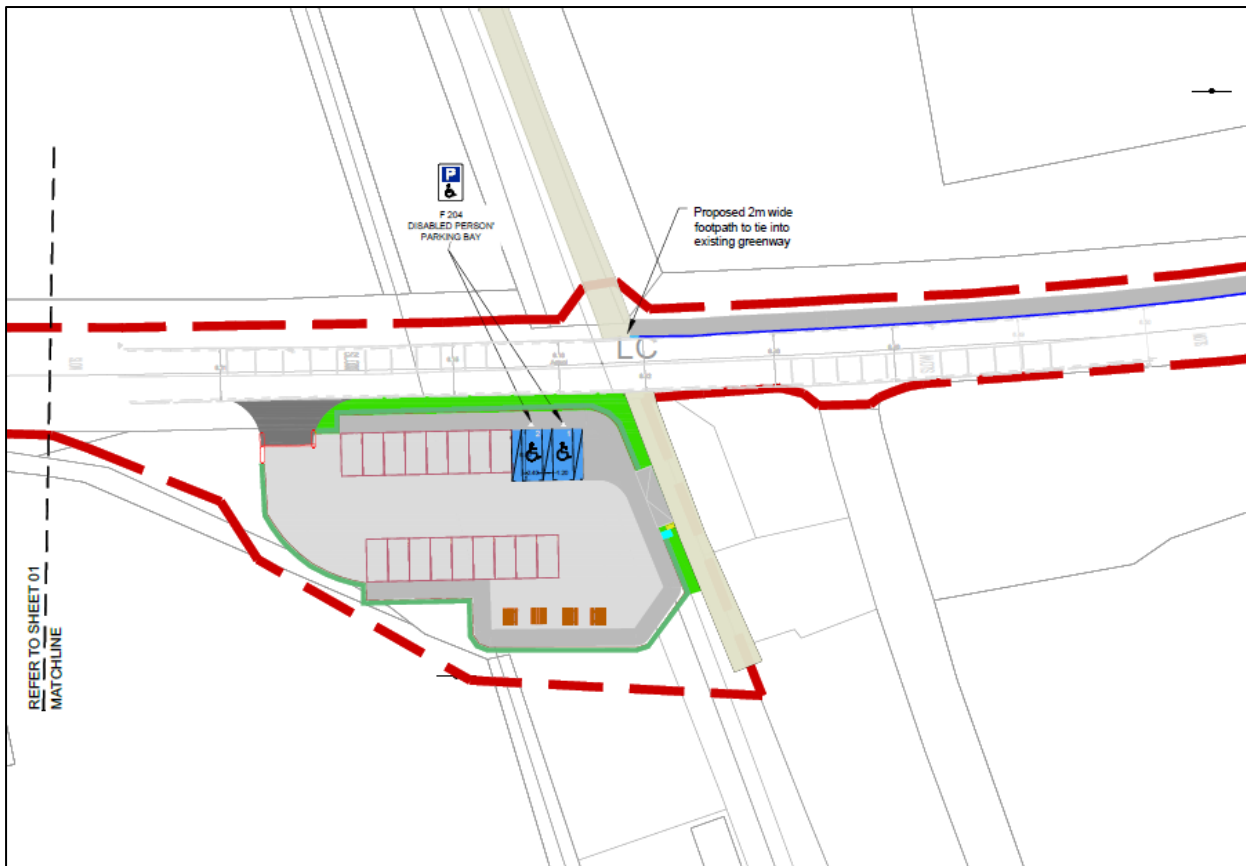 P
F 204
DISABLED PERSON'
PARKING BAY
Proposed 2m wide
footpath to tie into
existing greenway
LC
SLOW
REFER TO SHEET 01
MATCHLINE